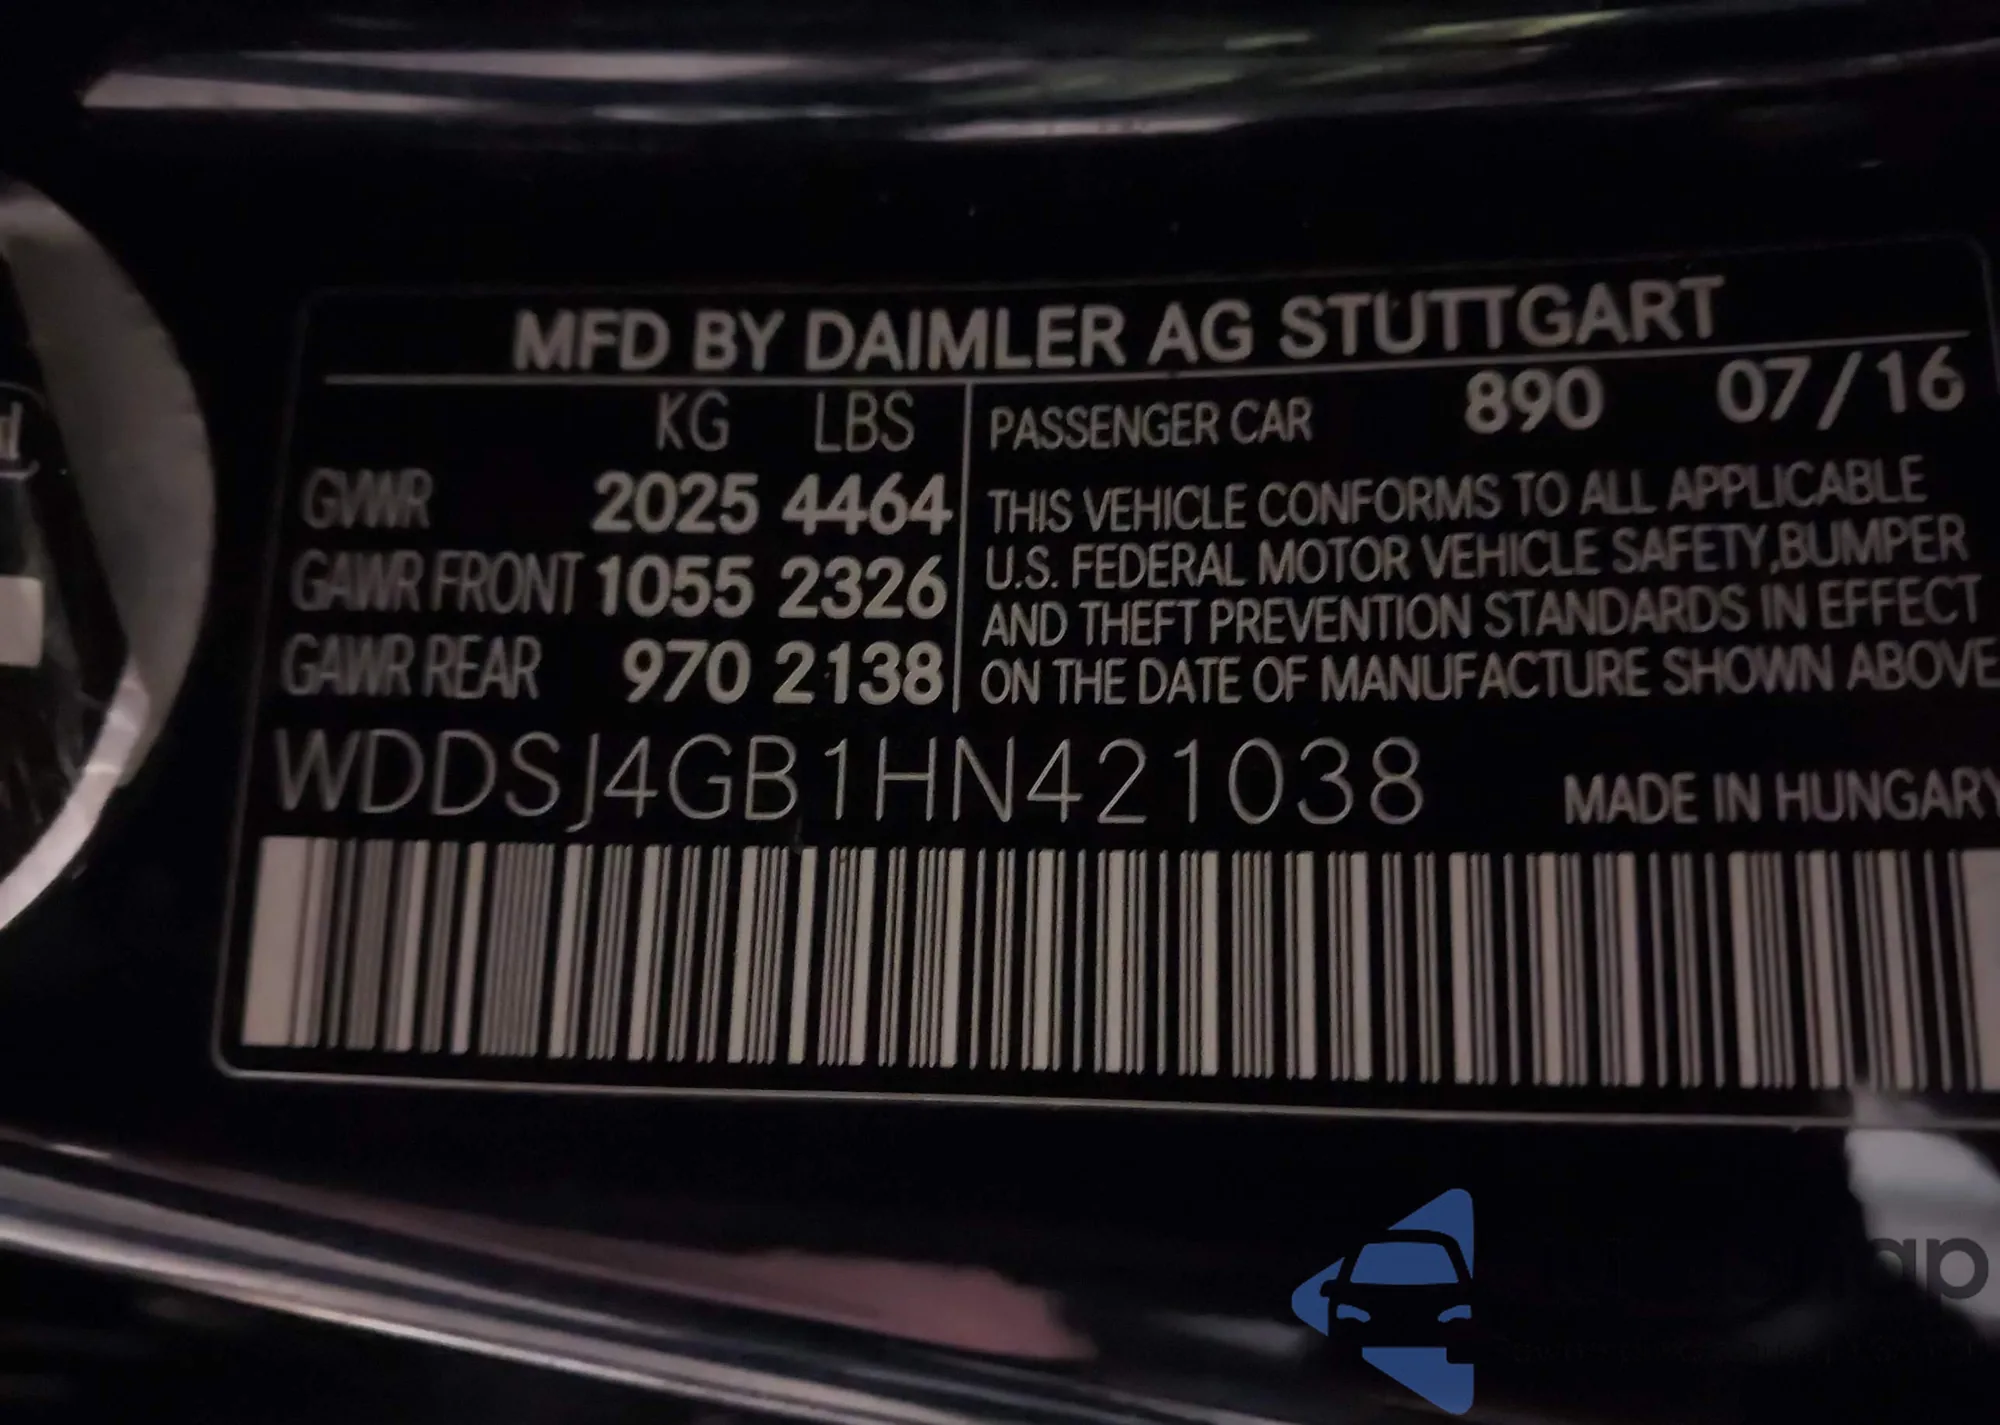 MFD BY DAIMLER AG STUTTGART
KG LBS
GVWR 2025 4464
GAWR FRONT 1055 2326
GAWR REAR 970 2138
PASSENGER CAR 890 07/16
THIS VEHICLE CONFORMS TO ALL APPLICABLE
U.S. FEDERAL MOTOR VEHICLE SAFETY,BUMPER
AND THEFT PREVENTION STANDARDS IN EFFECT
ON THE DATE OF MANUFACTURE SHOWN ABOVE
WDDSJ4GB1HN421038
MADE IN HUNGARY